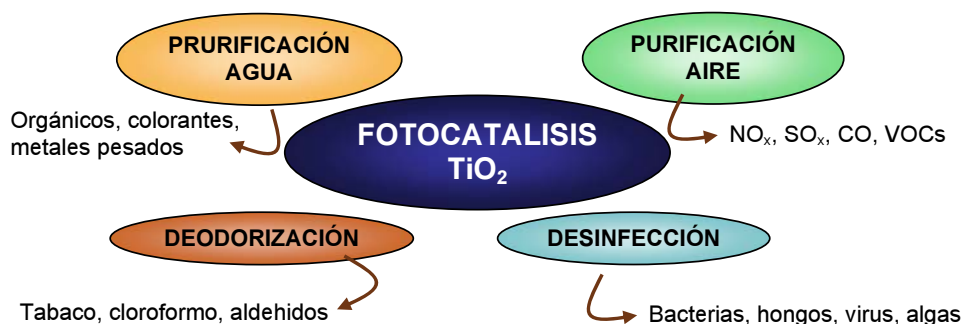 PRURIFICACIÓN
AGUA
PURIFICACIÓN
AIRE
Orgánicos, colorantes,
metales pesados
FOTOCATALISIS
TiO₂
NOₓ, SOₓ, CO, VOCs
DEODORIZACIÓN
DESINFECCIÓN
Tabaco, cloroformo, aldehidos
Bacterias, hongos, virus, algas